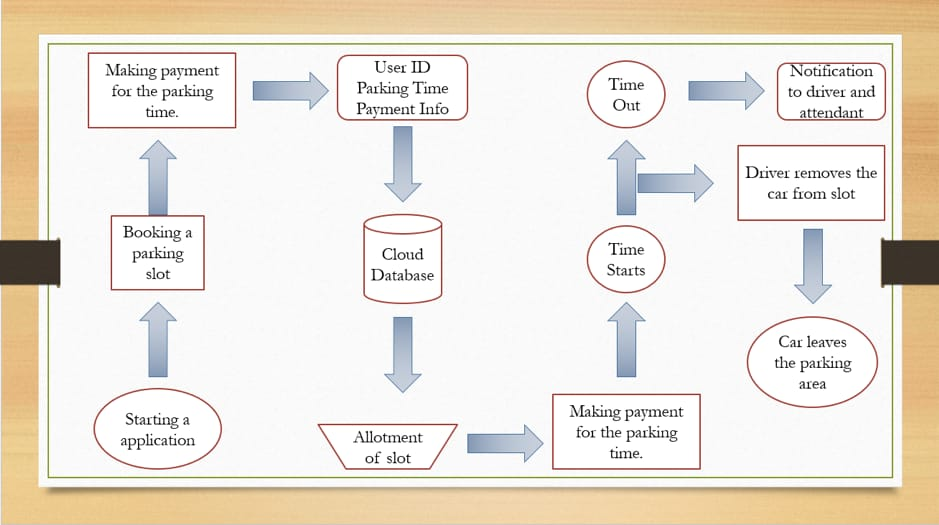 Making payment
for the parking
time.
User ID
Parking Time
Payment Info
Time
Out
Notification
to driver and
attendant
Driver removes the
car from slot
Booking a
parking
slot
Cloud
Database
Time
Starts
Car leaves
the parking
area
Starting a
application
Allotment
of slot
Making payment
for the parking
time.